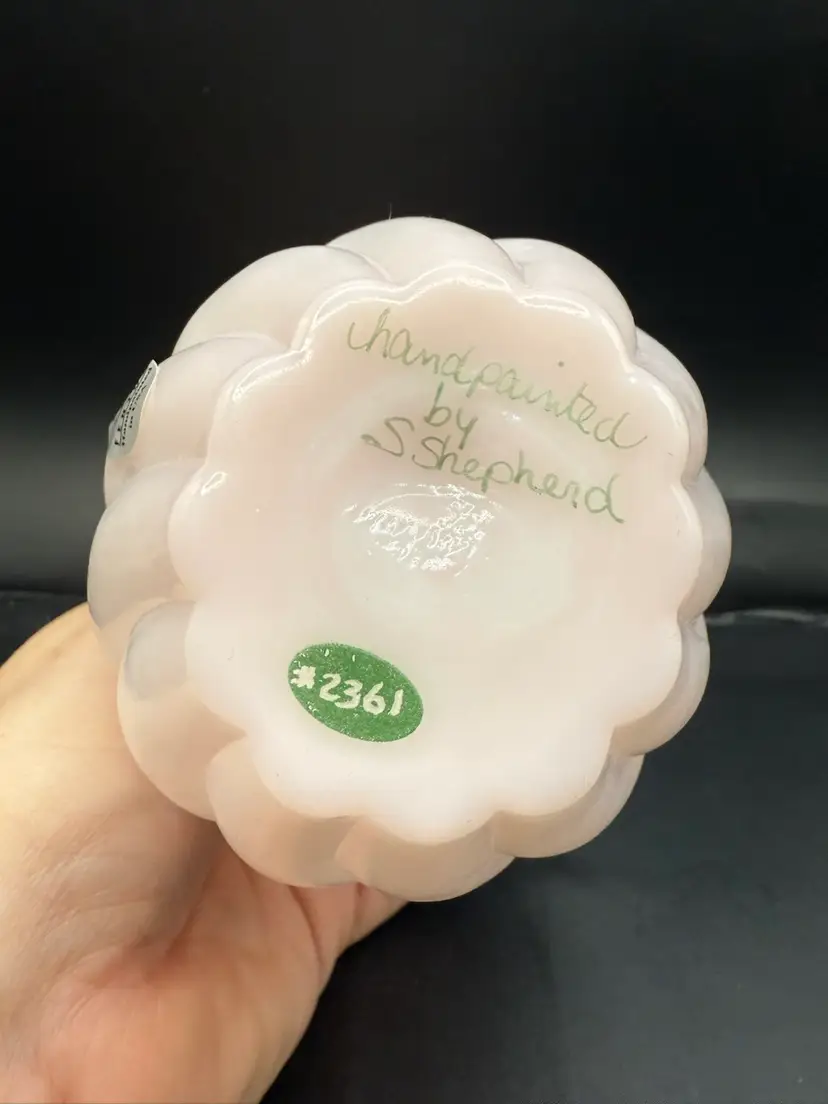 handpainted
by
S Shepherd
#2361